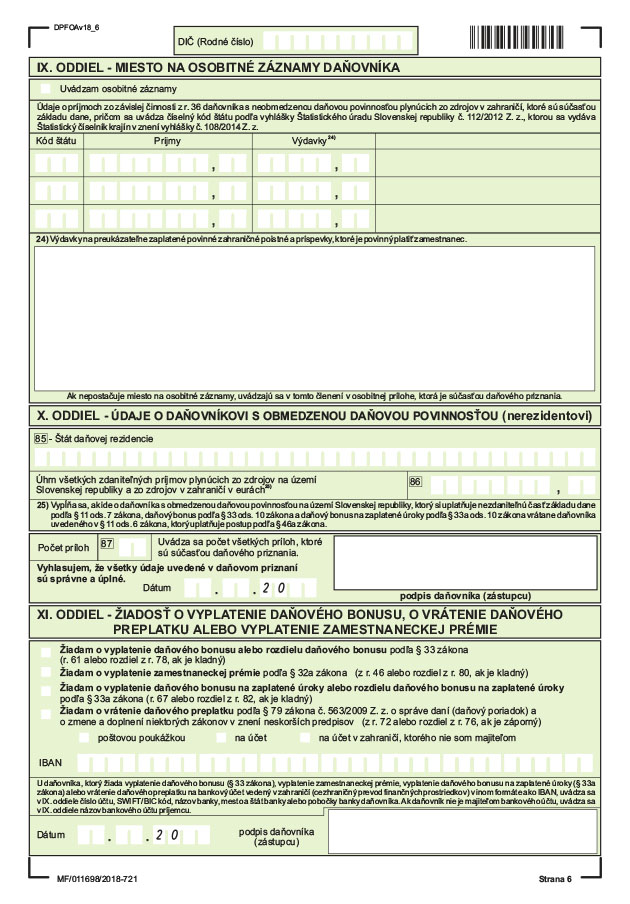 DPFOAv18_6
DIČ (Rodné číslo)
IX. ODDIEL - MIESTO NA OSOBITNÉ ZÁZNAMY DAŇOVNÍKA
Uvádzam osobitné záznamy
Údaje o príjmoch zo závislej činnosti z r. 36 daňovníka s neobmedzenou daňovou povinnosťou plynúcich zo zdrojov v zahraničí, ktoré sú súčasťou
základu dane, pričom sa uvádza číselný kód štátu podľa vyhlášky Štatistického úradu Slovenskej republiky č. 112/2012 Z. z., ktorou sa vydáva
Štatistický číselník krajín v znení vyhlášky č. 108/2014 Z. z.
Kód štátu Príjmy Výdavky 24)
, ,
, ,
, ,
24) Výdavky na preukázateľne zaplatené povinné zahraničné poistné a príspevky, ktoré je povinný platiť zamestnanec.
Ak nepostačuje miesto na osobitné záznamy, uvádzajú sa v tomto členení v osobitnej prílohe, ktorá je súčasťou daňového priznania.
X. ODDIEL - ÚDAJE O DAŇOVNÍKOVI S OBMEDZENOU DAŇOVOU POVINNOSŤOU (nerezidentovi)
85 - Štát daňovej rezidencie
Úhrn všetkých zdaniteľných príjmov plynúcich zo zdrojov na území
Slovenskej republiky a zo zdrojov v zahraničí v eurách25)
86 ,
25) Vypĺňa sa, ak ide o daňovníka s obmedzenou daňovou povinnosťou na území Slovenskej republiky, ktorý si uplatňuje nezdaniteľnú časť základu dane
podľa § 11 ods. 7 zákona, daňový bonus podľa § 33 ods. 10 zákona a daňový bonus na zaplatené úroky podľa § 33a ods. 10 zákona vrátane daňovníka
uvedeného v § 11 ods. 6 zákona, ktorý uplatňuje postup podľa § 46a zákona.
Počet príloh 87 Uvádza sa počet všetkých príloh, ktoré
sú súčasťou daňového priznania.
Vyhlasujem, že všetky údaje uvedené v daňovom priznaní
sú správne a úplné.
Dátum . . 20
podpis daňovníka (zástupcu)
XI. ODDIEL - ŽIADOSŤ O VYPLATENIE DAŇOVÉHO BONUSU, O VRÁTENIE DAŇOVÉHO
PREPLATKU ALEBO VYPLATENIE ZAMESTNANECKEJ PRÉMIE
Žiadam o vyplatenie daňového bonusu alebo rozdielu daňového bonusu podľa § 33 zákona
(r. 61 alebo rozdiel z r. 78, ak je kladný)
Žiadam o vyplatenie zamestnaneckej prémie podľa § 32a zákona (z r. 46 alebo rozdiel z r. 80, ak je kladný)
Žiadam o vyplatenie daňového bonusu na zaplatené úroky alebo rozdielu daňového bonusu na zaplatené úroky
podľa § 33a zákona (r. 67 alebo rozdiel z r. 82, ak je kladný)
Žiadam o vrátenie daňového preplatku podľa § 79 zákona č. 563/2009 Z. z. o správe daní (daňový poriadok) a
o zmene a doplnení niektorých zákonov v znení neskorších predpisov (z r. 72 alebo rozdiel z r. 76, ak je záporný)
poštovou poukážkou na účet na účet v zahraničí, ktorého nie som majiteľom
IBAN
U daňovníka, ktorý žiada vyplatenie daňového bonusu (§ 33 zákona), vyplatenie zamestnaneckej prémie, vyplatenie daňového bonusu na zaplatené úroky (§ 33a
zákona) alebo vrátenie daňového preplatku na bankový účet vedený v zahraničí (cezhraničný prevod finančných prostriedkov) v inom formáte ako IBAN, uvádza sa
v IX. oddiele číslo účtu, SWIFT/BIC kód, názov banky, mesto a štát banky alebo pobočky banky daňovníka. Ak daňovník nie je majiteľom bankového účtu, uvádza sa
v IX. oddiele názov bankového účtu príjemcu.
Dátum . . 20
podpis daňovníka
(zástupcu)
MF/011698/2018-721 Strana 6